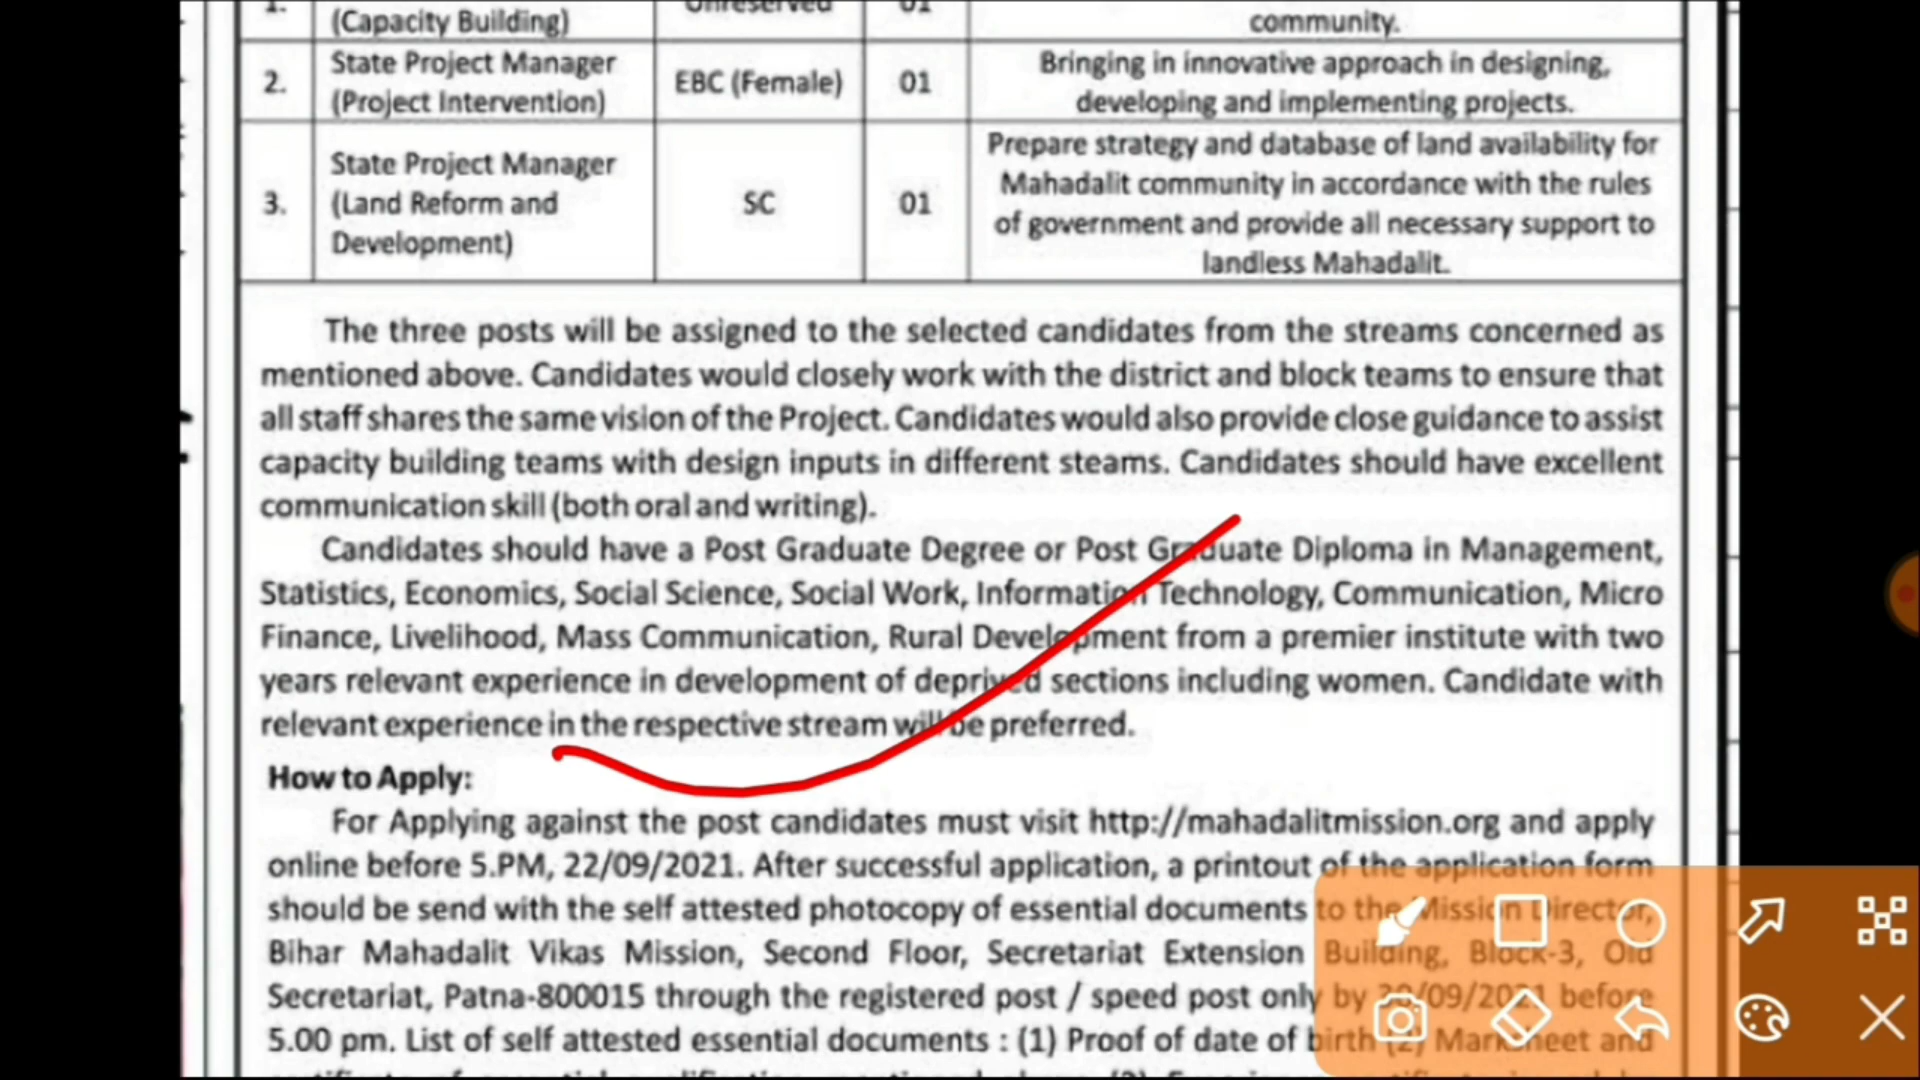 1.
Unreserved
01
(Capacity Building)
community.
2.
State Project Manager
(Project Intervention)
EBC (Female)
01
Bringing in innovative approach in designing,
developing and implementing projects.
3.
State Project Manager
(Land Reform and
Development)
SC
01
Prepare strategy and database of land availability for
Mahadalit community in accordance with the rules
of government and provide all necessary support to
landless Mahadalit.
The three posts will be assigned to the selected candidates from the streams concerned as
mentioned above. Candidates would closely work with the district and block teams to ensure that
all staff shares the same vision of the Project. Candidates would also provide close guidance to assist
capacity building teams with design inputs in different steams. Candidates should have excellent
communication skill (both oral and writing).
Candidates should have a Post Graduate Degree or Post Graduate Diploma in Management,
Statistics, Economics, Social Science, Social Work, Information Technology, Communication, Micro
Finance, Livelihood, Mass Communication, Rural Development from a premier institute with two
years relevant experience in development of deprived sections including women. Candidate with
relevant experience in the respective stream will be preferred.
How to Apply:
For Applying against the post candidates must visit http://mahadalitmission.org and apply
online before 5.PM, 22/09/2021. After successful application, a printout of the application form
should be send with the self attested photocopy of essential documents to the Mission Director,
Bihar Mahadalit Vikas Mission, Second Floor, Secretariat Extension Building, Block-3, Old
Secretariat, Patna-800015 through the registered post / speed post only by 30/09/2021 before
5.00 pm. List of self attested essential documents : (1) Proof of date of birth (2) Marksheet and